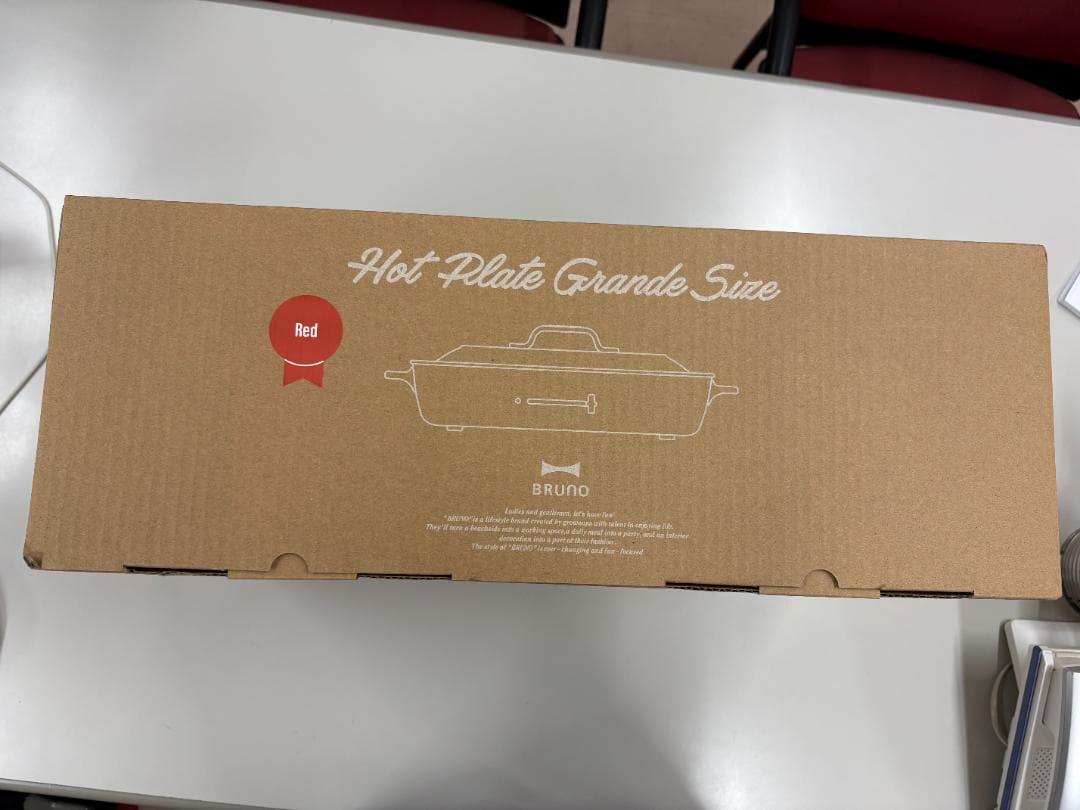 Hot Plate Grande Size
Red
BRUNO
Ladies and gentlemen, let's have fun!
"BRUNO" is a lifestyle brand created by grownups with talent in enjoying life.
They'll turn a beachside into a working space, a daily meal into a party, and an interior
decoration into a part of their fashion.
The style of "BRUNO" is ever - changing and fun - focused